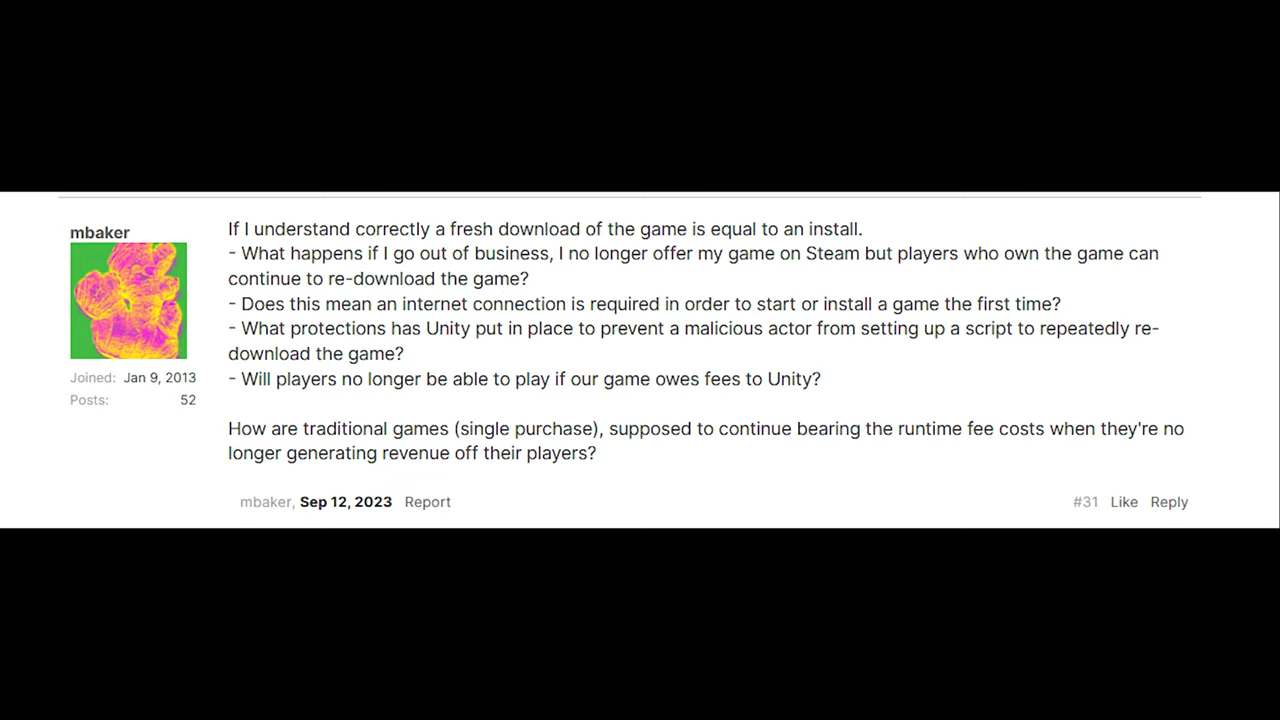 mbaker
Joined: Jan 9, 2013
Posts: 52
If I understand correctly a fresh download of the game is equal to an install.
- What happens if I go out of business, I no longer offer my game on Steam but players who own the game can
continue to re-download the game?
- Does this mean an internet connection is required in order to start or install a game the first time?
- What protections has Unity put in place to prevent a malicious actor from setting up a script to repeatedly re-
download the game?
- Will players no longer be able to play if our game owes fees to Unity?
How are traditional games (single purchase), supposed to continue bearing the runtime fee costs when they're no
longer generating revenue off their players?
mbaker, Sep 12, 2023 Report
#31 Like Reply